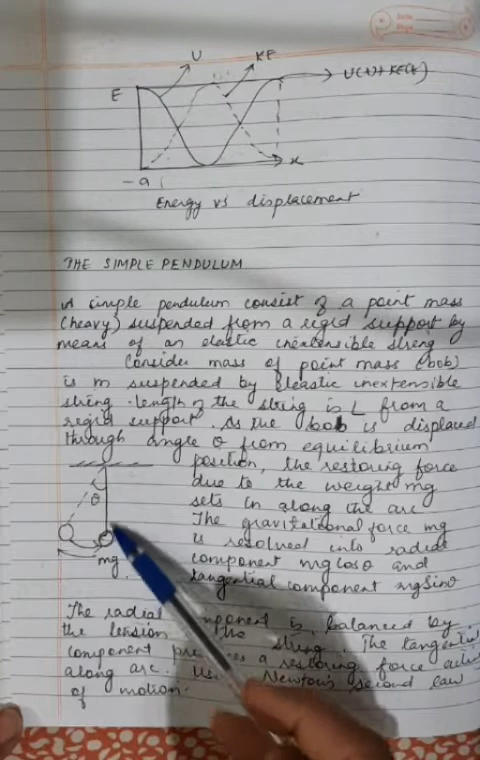 Date
Page
U
KE
E
U(x)+KE(x)
x
-a
Energy vs displacement
THE SIMPLE PENDULUM
A simple pendulum consist of a point mass
(heavy) suspended from a rigid support by
means of an elastic inextensible string
Consider mass of point mass (bob)
is m suspended by elastic inextensible
string. length of the string is L from a
rigid support. As the bob is displaced
through angle θ from equilibrium
position, the restoring force
due to the weight mg
sets in along the arc
θ
The gravitational force mg
is resolved into radial
mg
component mg cosθ and
tangential component mgsinθ
The radial component is balanced by
the tension the string. The tangential
component a restoring force
along arc. Newton's second law
of motion.